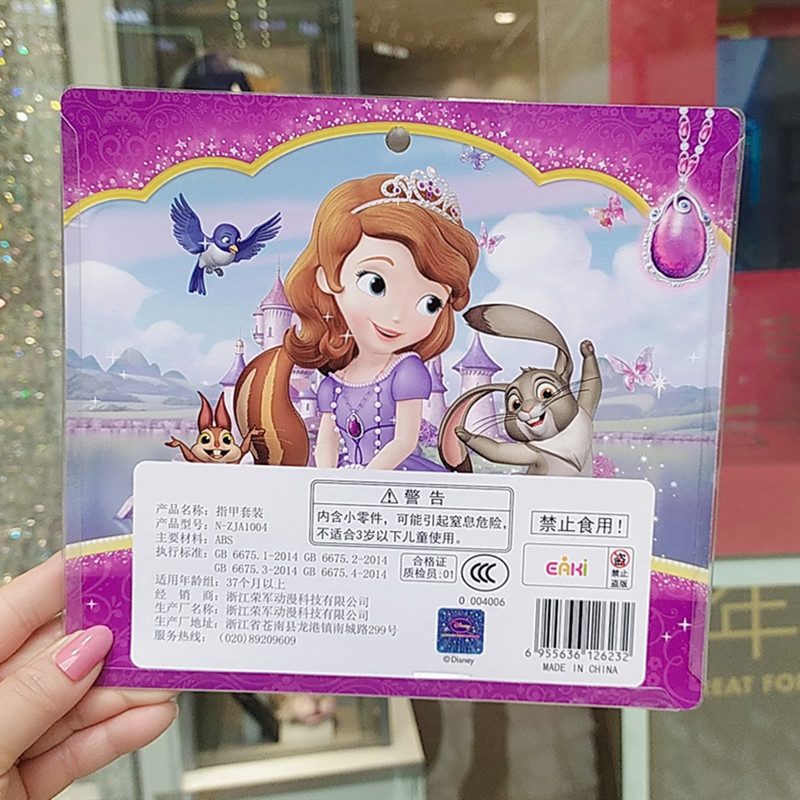 产品名称：指甲套装
产品型号：N-ZJA1004
主要材料：ABS
执行标准：GB 6675.1-2014 GB 6675.2-2014
GB 6675.3-2014 GB 6675.4-2014
适用年龄组：37个月以上
经 销 商：浙江荣军动漫科技有限公司
生产厂名称：浙江荣军动漫科技有限公司
生产厂地址：浙江省苍南县龙港镇南城路299号
服务热线：(020)89209609
⚠警 告
内含小零件，可能引起窒息危险，
不适合3岁以下儿童使用。
合格证
质检员:01
CCC
0 004006
Disney
©Disney
禁止食用！
EAKI
盗
禁止
盗版
6 955636 126232
MADE IN CHINA
年
REAT FOR